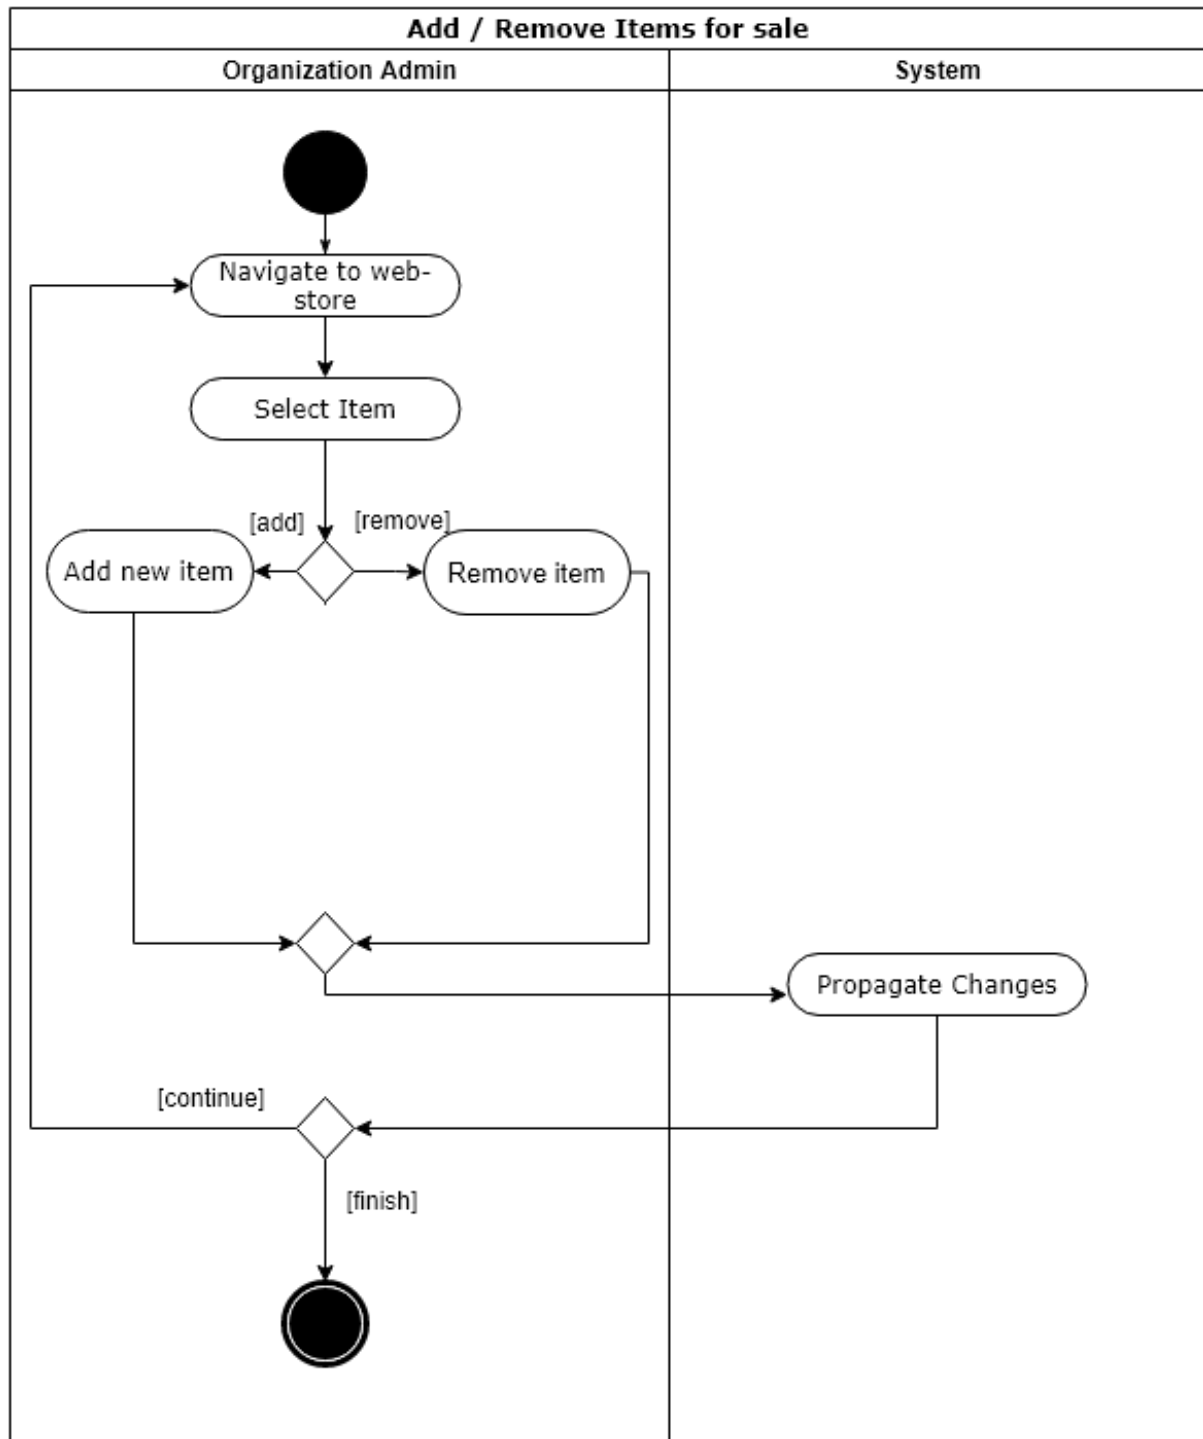 Add / Remove Items for sale
Organization Admin
System
Navigate to web-
store
Select Item
[add]
[remove]
Add new item
Remove item
Propagate Changes
[continue]
[finish]